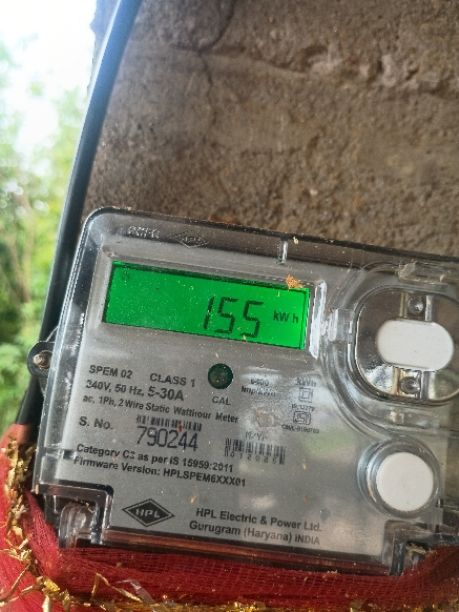 155 kWh
SPEM 02 CLASS 1
240V, 50 Hz, 5-30A
CAL
kWh
ac, 1Ph, 2 Wire Static Watthour Meter
S. No. 790244
Category C2 as per IS 15959:2011
Firmware Version: HPLSPEM6XXX01
HPL
HPL Electric & Power Ltd.
Gurugram (Haryana) INDIA